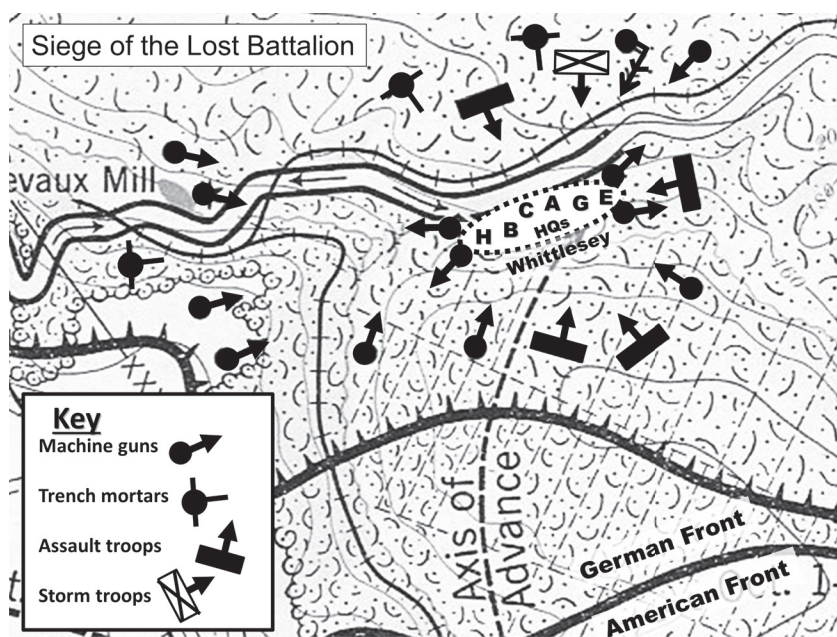 Siege of the Lost Battalion
evaux Mill
H B C A G E
HQs
Whittlesey
Key
Machine guns
Trench mortars
Assault troops
Storm troops
Axis of
Advance
German Front
American Front